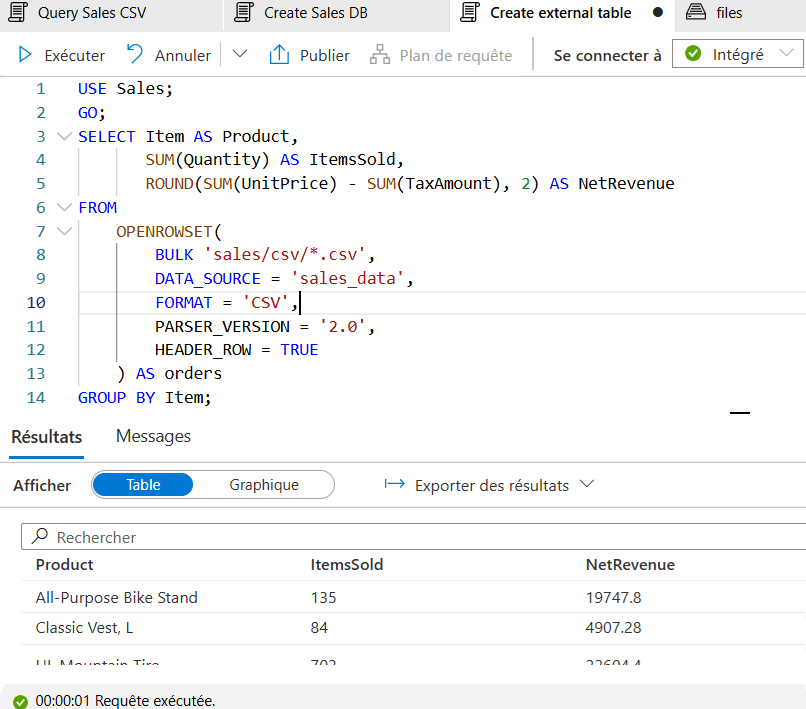 Query Sales CSV Create Sales DB Create external table files
Exécuter Annuler Publier Plan de requête Se connecter à Intégré
1 USE Sales;
2 GO;
3 SELECT Item AS Product,
4 SUM(Quantity) AS ItemsSold,
5 ROUND(SUM(UnitPrice) - SUM(TaxAmount), 2) AS NetRevenue
6 FROM
7 OPENROWSET(
8 BULK 'sales/csv/*.csv',
9 DATA_SOURCE = 'sales_data',
10 FORMAT = 'CSV',
11 PARSER_VERSION = '2.0',
12 HEADER_ROW = TRUE
13 ) AS orders
14 GROUP BY Item;
Résultats Messages
Afficher Table Graphique Exporter des résultats
Rechercher
Product ItemsSold NetRevenue
All-Purpose Bike Stand 135 19747.8
Classic Vest, L 84 4907.28
Mountain Tire
00:00:01 Requête exécutée.